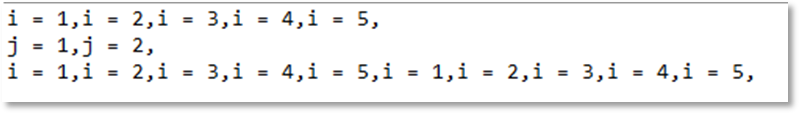 i = 1,i = 2,i = 3,i = 4,i = 5,
j = 1,j = 2,
i = 1,i = 2,i = 3,i = 4,i = 5,i = 1,i = 2,i = 3,i = 4,i = 5,